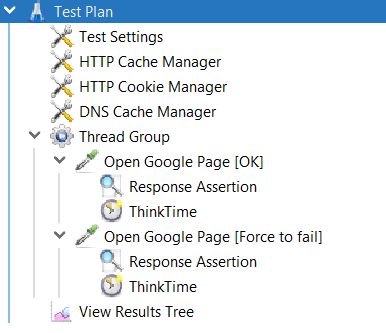 Test Plan
Test Settings
HTTP Cache Manager
HTTP Cookie Manager
DNS Cache Manager
Thread Group
Open Google Page [OK]
Response Assertion
ThinkTime
Open Google Page [Force to fail]
Response Assertion
ThinkTime
View Results Tree